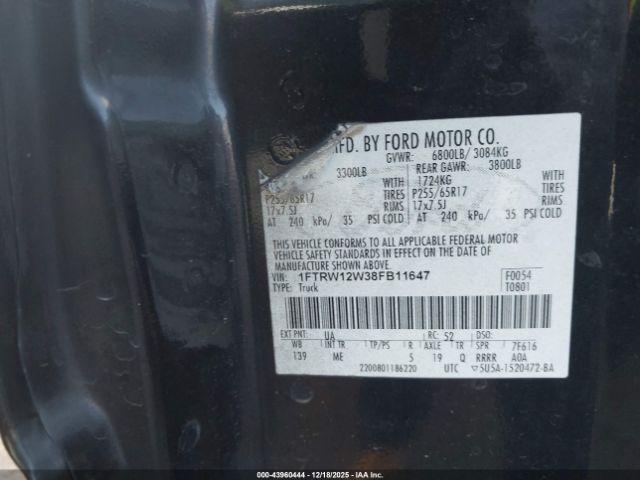 MFD. BY FORD MOTOR CO.
GVWR: 6800LB/ 3084KG
REAR GAWR: 3800LB
3300LB WITH 1724KG WITH
P255/65R17 TIRES P255/65R17 TIRES
17x7.5J RIMS 17x7.5J RIMS
AT 240 kPa/ 35 PSI COLD AT 240 kPa/ 35 PSI COLD
THIS VEHICLE CONFORMS TO ALL APPLICABLE FEDERAL MOTOR
VEHICLE SAFETY STANDARDS IN EFFECT ON THE DATE OF
MANUFACTURE SHOWN ABOVE.
VIN: 1FTRW12W38FB11647 F0054
TYPE: Truck T0801
EXT PNT: UA RC: 52 DSO:
WB INT TR TP/PS R AXLE TR SPR 7F616
139 ME 5 19 Q RRRR A0A
2200801186220 UTC ▽5U5A-1520472-BA
000-43960444 - 12/18/2025 - IAAI.COM